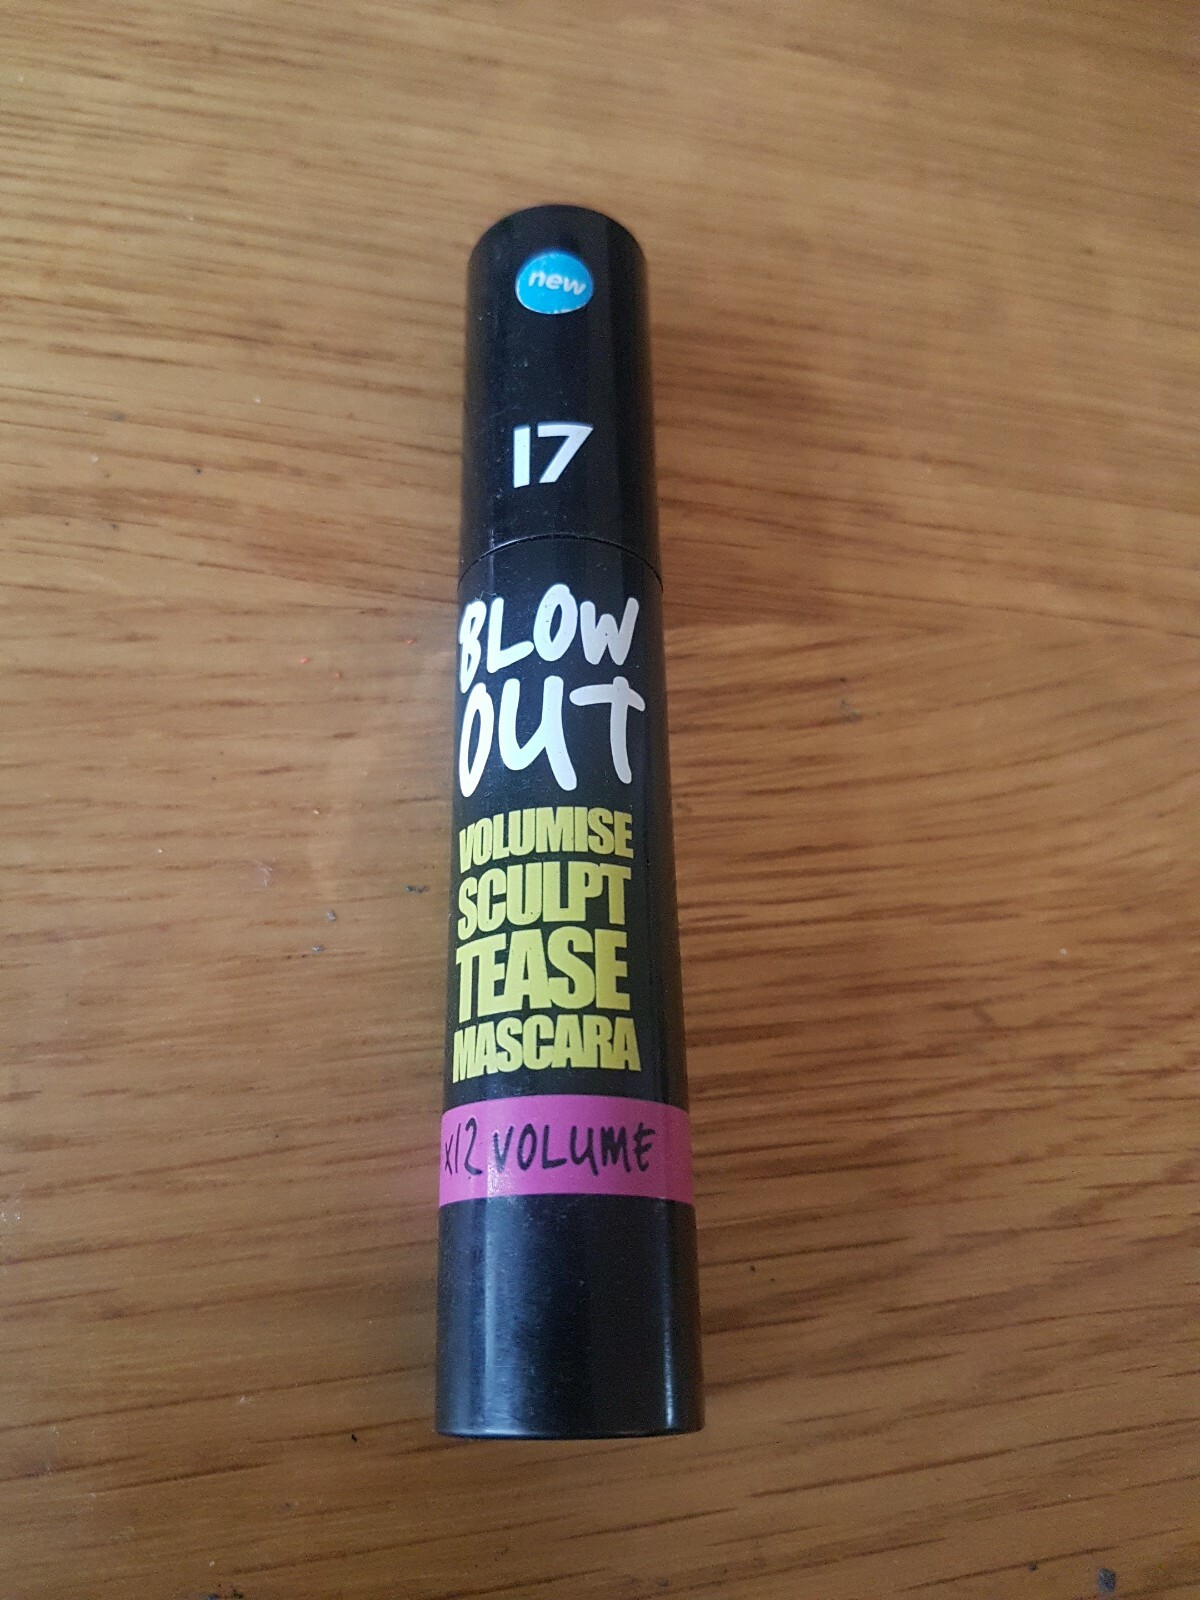 new
17
BLOW
OUT
VOLUMISE
SCULPT
TEASE
MASCARA
x12 VOLUME